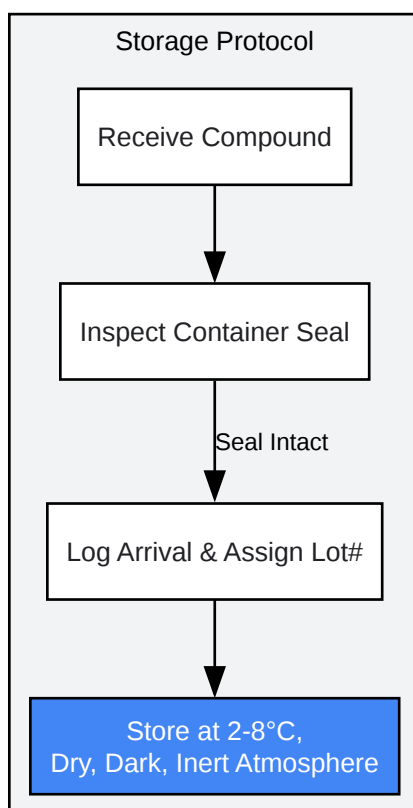 Storage Protocol
Receive Compound
Inspect Container Seal
Seal Intact
Log Arrival & Assign Lot#
Store at 2-8°C,
Dry, Dark, Inert Atmosphere